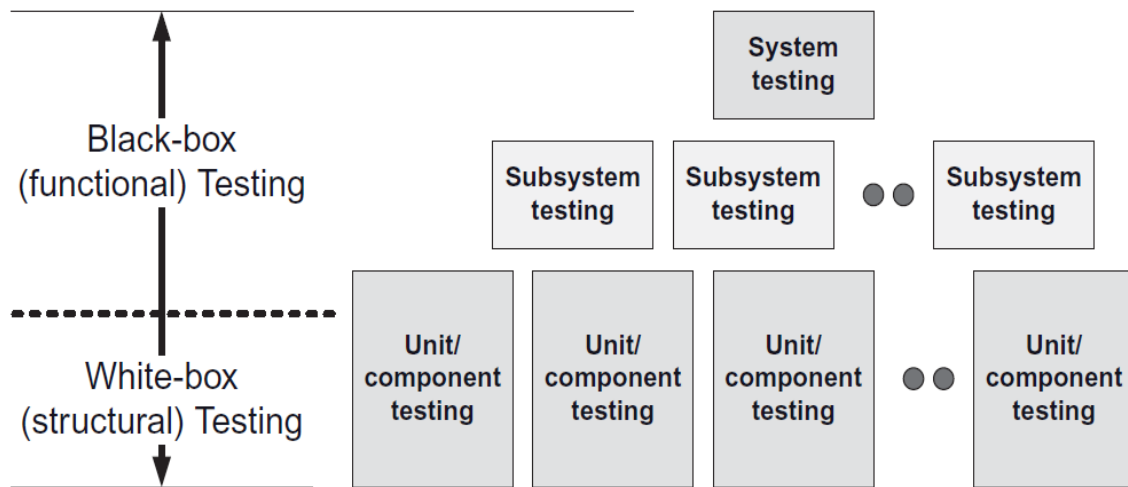 System
testing
Black-box
(functional) Testing
Subsystem
testing
Subsystem
testing
Subsystem
testing
White-box
(structural) Testing
Unit/
component
testing
Unit/
component
testing
Unit/
component
testing
Unit/
component
testing